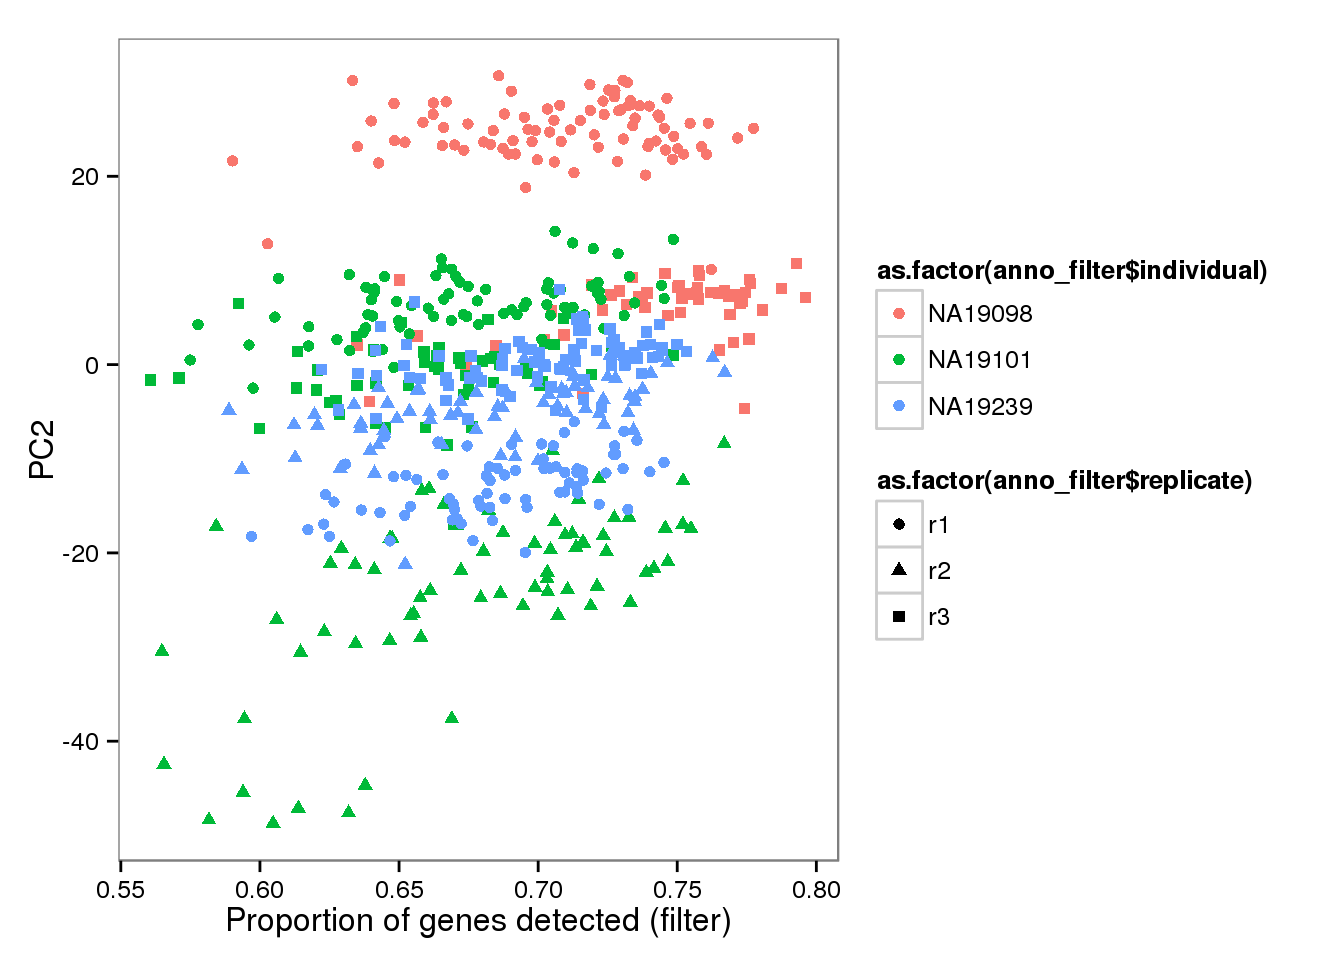 PC2
20
0
-20
-40
0.55 0.60 0.65 0.70 0.75 0.80
Proportion of genes detected (filter)
as.factor(anno_filter$individual)
NA19098
NA19101
NA19239
as.factor(anno_filter$replicate)
r1
r2
r3